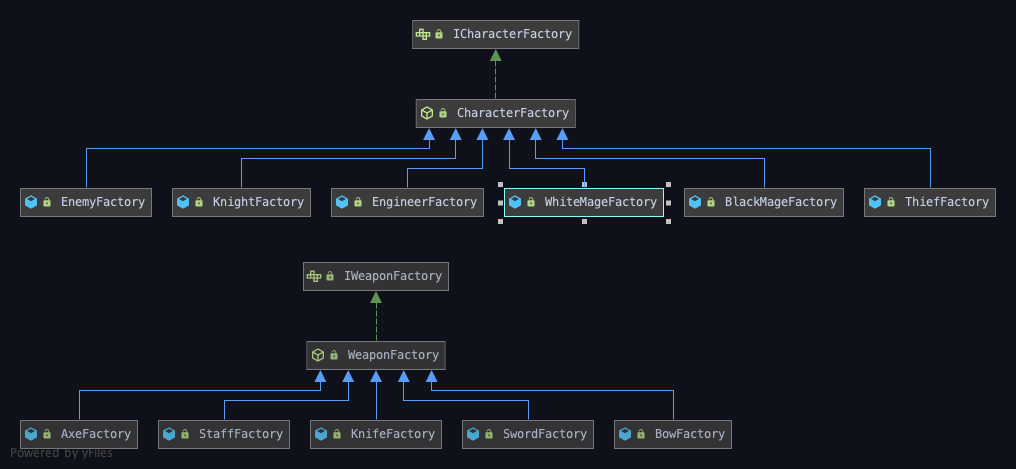 ICharacterFactory
CharacterFactory
EnemyFactory KnightFactory EngineerFactory WhiteMageFactory BlackMageFactory ThiefFactory
IWeaponFactory
WeaponFactory
AxeFactory StaffFactory KnifeFactory SwordFactory BowFactory
Powered by yFiles